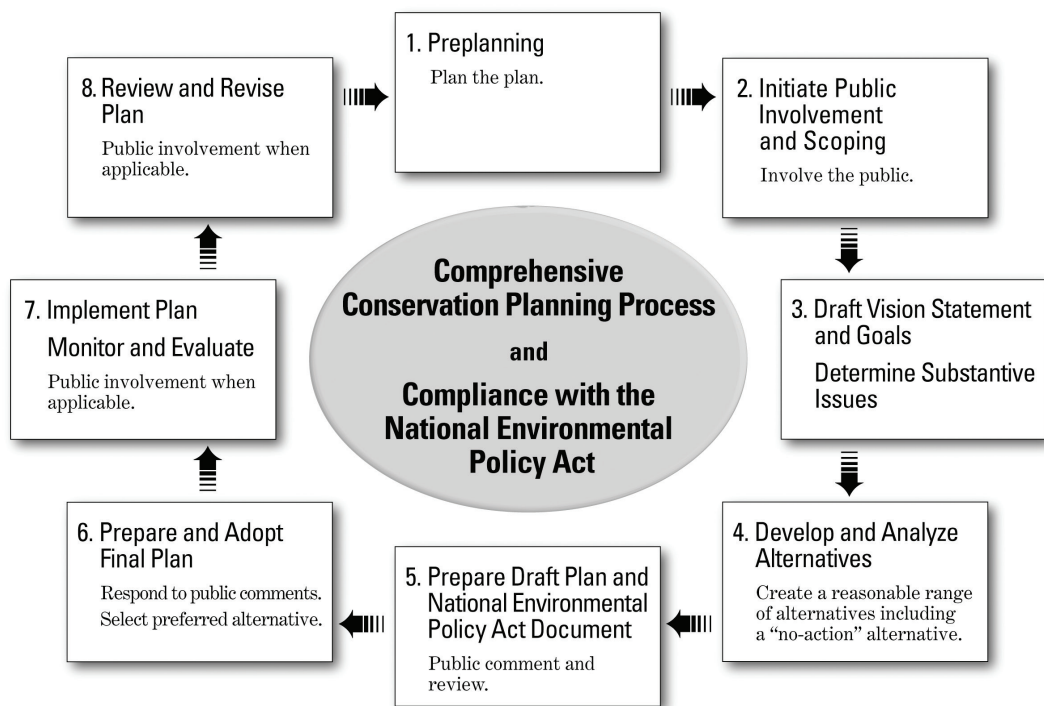 1. Preplanning
Plan the plan.
2. Initiate Public
Involvement
and Scoping
Involve the public.
3. Draft Vision Statement
and Goals
Determine Substantive
Issues
4. Develop and Analyze
Alternatives
Create a reasonable range
of alternatives including
a “no-action” alternative.
5. Prepare Draft Plan and
National Environmental
Policy Act Document
Public comment and
review.
6. Prepare and Adopt
Final Plan
Respond to public comments.
Select preferred alternative.
7. Implement Plan
Monitor and Evaluate
Public involvement when
applicable.
8. Review and Revise
Plan
Public involvement when
applicable.
Comprehensive
Conservation Planning Process
and
Compliance with the
National Environmental
Policy Act